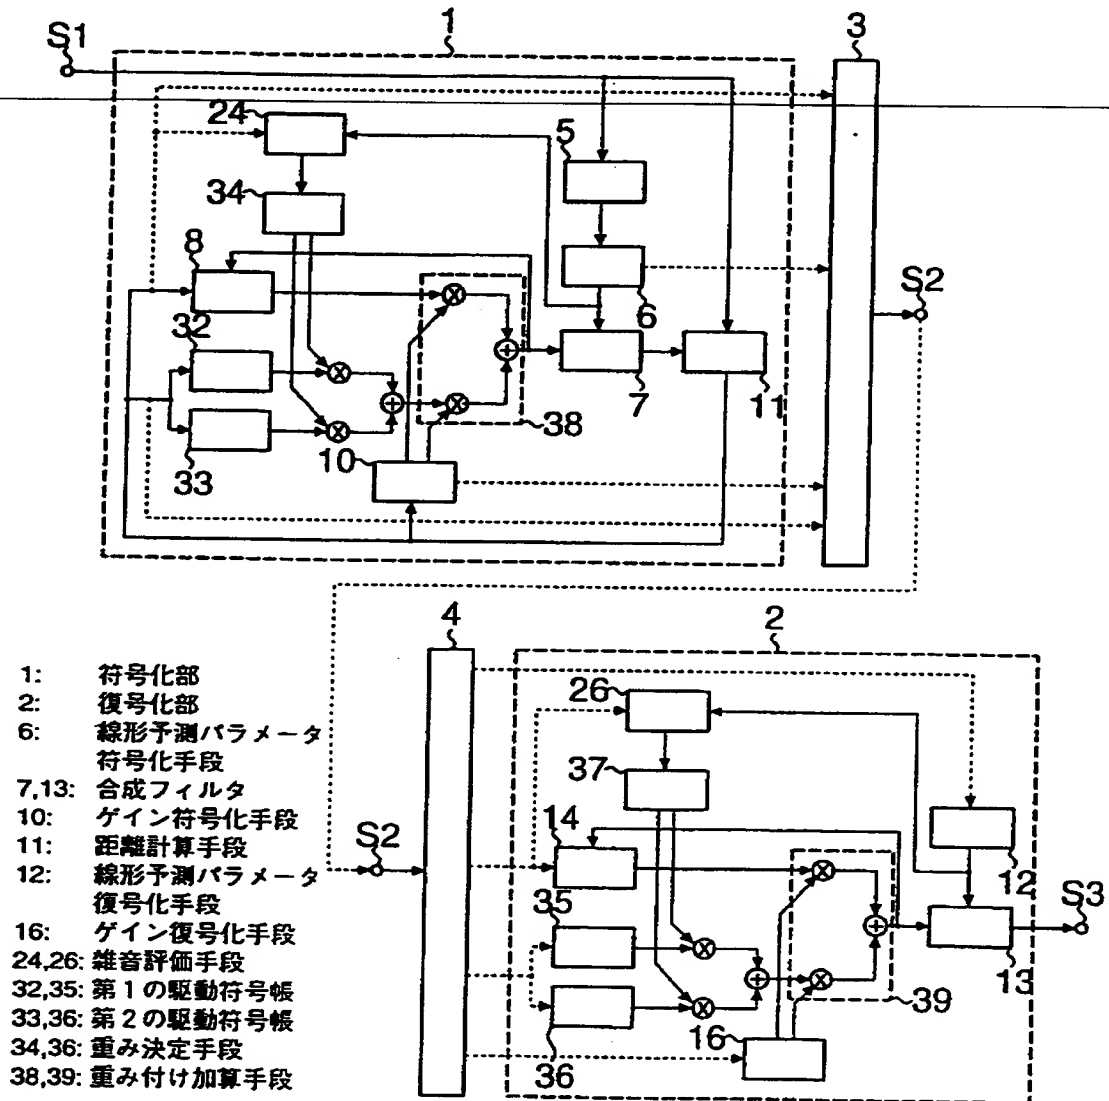 S1
1
3
24
5
34
8
6
S2
32
7
11
38
10
33
4
2
1: 符号化部
2: 復号化部
6: 線形予測パラメータ
符号化手段
7,13: 合成フィルタ
10: ゲイン符号化手段
11: 距離計算手段
12: 線形予測パラメータ
復号化手段
16: ゲイン復号化手段
24,26: 雑音評価手段
32,35: 第1の駆動符号帳
33,36: 第2の駆動符号帳
34,36: 重み決定手段
38,39: 重み付け加算手段
S2
26
37
14
12
35
S3
13
39
16
36